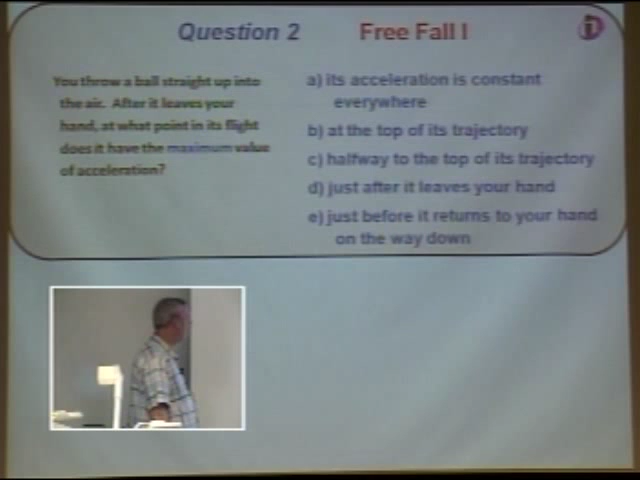 Question 2 Free Fall I
You throw a ball straight up into
the air. After it leaves your
hand, at what point in its flight
does it have the maximum value
of acceleration?
a) its acceleration is constant
everywhere
b) at the top of its trajectory
c) halfway to the top of its trajectory
d) just after it leaves your hand
e) just before it returns to your hand
on the way down